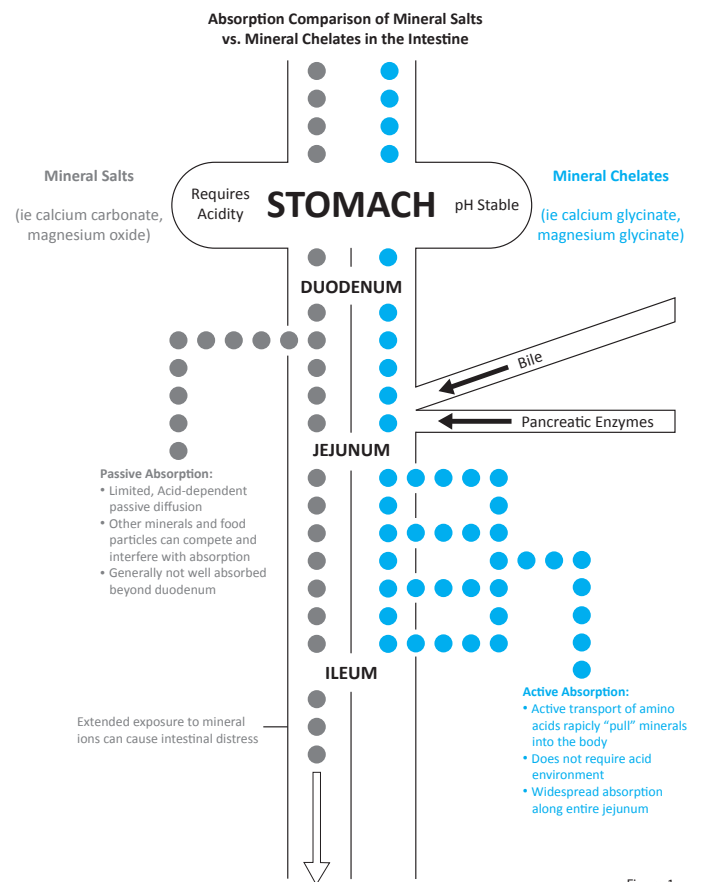 Absorption Comparison of Mineral Salts
vs. Mineral Chelates in the Intestine
Mineral Salts
(ie calcium carbonate,
magnesium oxide)
Requires
Acidity
STOMACH
pH Stable
Mineral Chelates
(ie calcium glycinate,
magnesium glycinate)
DUODENUM
Bile
Pancreatic Enzymes
JEJUNUM
Passive Absorption:
• Limited, Acid-dependent
passive diffusion
• Other minerals and food
particles can compete and
interfere with absorption
• Generally not well absorbed
beyond duodenum
ILEUM
Active Absorption:
• Active transport of amino
acids rapicly “pull” minerals
into the body
• Does not require acid
environment
• Widespread absorption
along entire jejunum
Extended exposure to mineral
ions can cause intestinal distress